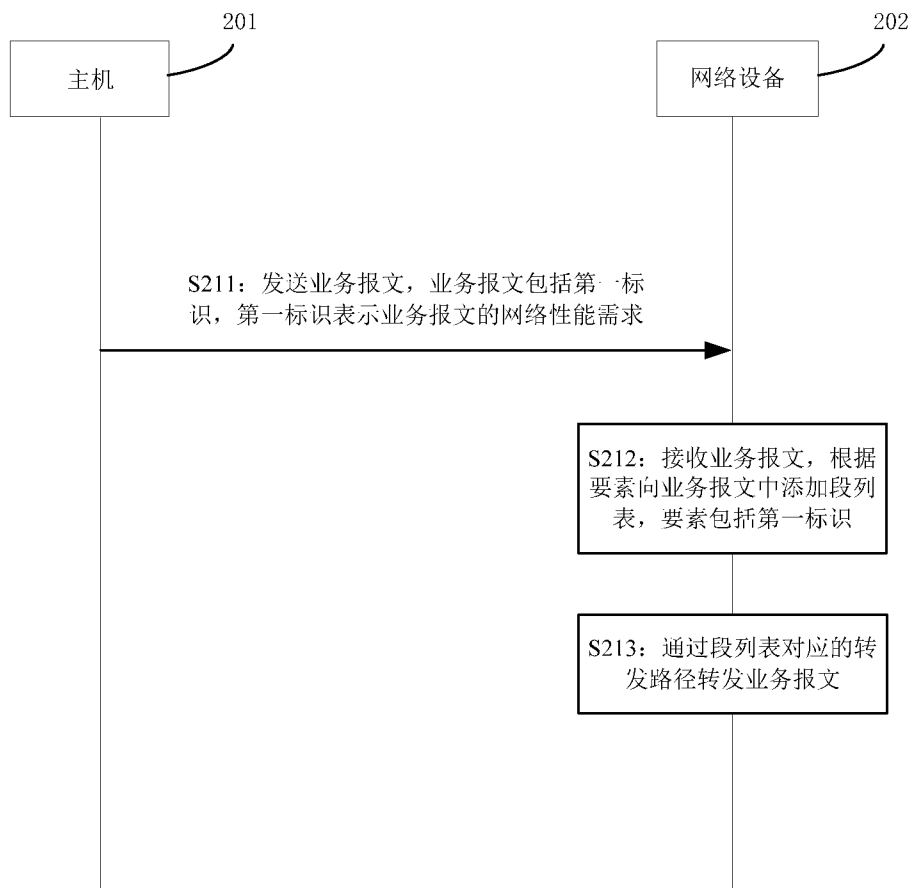 201
202
主机
网络设备
S211：发送业务报文，业务报文包括第一标
识，第一标识表示业务报文的网络性能需求
S212：接收业务报文，根据
要素向业务报文中添加段列
表，要素包括第一标识
S213：通过段列表对应的转
发路径转发业务报文